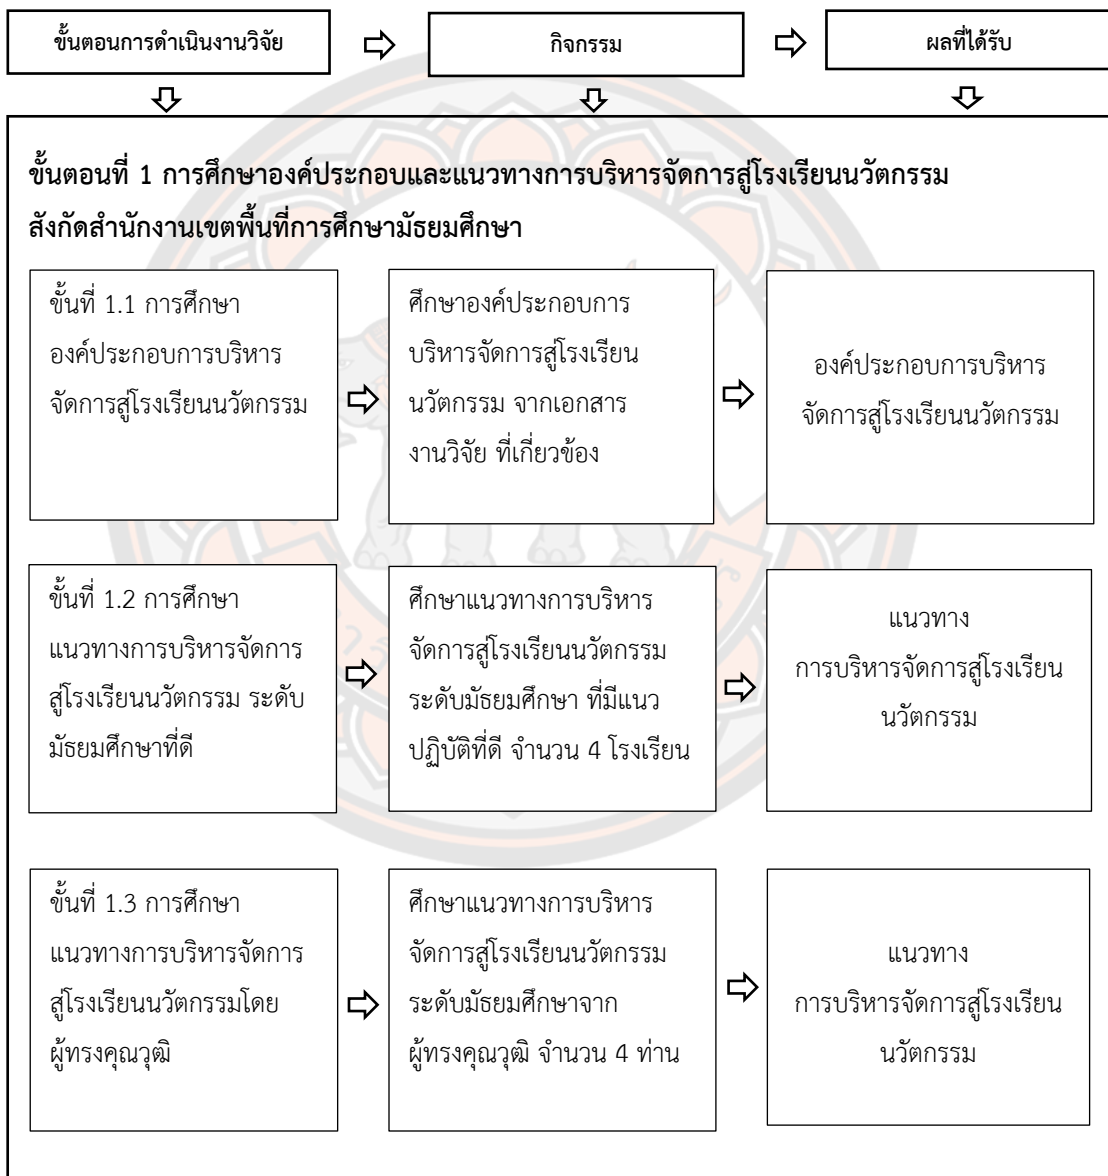 ขั้นตอนการดำเนินงานวิจัย
กิจกรรม
ผลที่ได้รับ
ขั้นตอนที่ 1 การศึกษาองค์ประกอบและแนวทางการบริหารจัดการสู่โรงเรียนนวัตกรรม
สังกัดสำนักงานเขตพื้นที่การศึกษามัธยมศึกษา
ขั้นที่ 1.1 การศึกษา
องค์ประกอบการบริหาร
จัดการสู่โรงเรียนนวัตกรรม
ศึกษาองค์ประกอบการ
บริหารจัดการสู่โรงเรียน
นวัตกรรม จากเอกสาร
งานวิจัย ที่เกี่ยวข้อง
องค์ประกอบการบริหาร
จัดการสู่โรงเรียนนวัตกรรม
ขั้นที่ 1.2 การศึกษา
แนวทางการบริหารจัดการ
สู่โรงเรียนนวัตกรรม ระดับ
มัธยมศึกษาที่ดี
ศึกษาแนวทางการบริหาร
จัดการสู่โรงเรียนนวัตกรรม
ระดับมัธยมศึกษา ที่มีแนว
ปฏิบัติที่ดี จำนวน 4 โรงเรียน
แนวทาง
การบริหารจัดการสู่โรงเรียน
นวัตกรรม
ขั้นที่ 1.3 การศึกษา
แนวทางการบริหารจัดการ
สู่โรงเรียนนวัตกรรมโดย
ผู้ทรงคุณวุฒิ
ศึกษาแนวทางการบริหาร
จัดการสู่โรงเรียนนวัตกรรม
ระดับมัธยมศึกษาจาก
ผู้ทรงคุณวุฒิ จำนวน 4 ท่าน
แนวทาง
การบริหารจัดการสู่โรงเรียน
นวัตกรรม